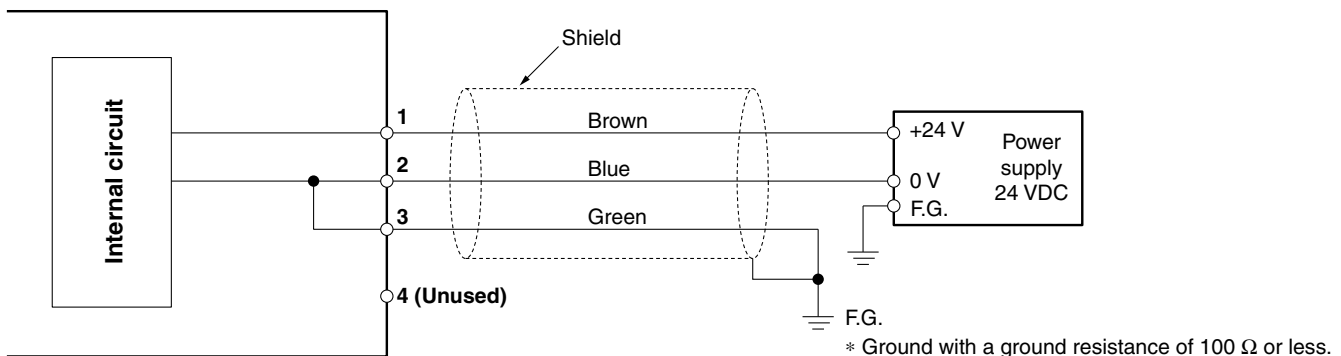 Shield
Internal circuit
1
Brown
+24 V
Power
supply
24 VDC
2
Blue
0 V
F.G.
3
Green
4 (Unused)
F.G.
* Ground with a ground resistance of 100 Ω or less.